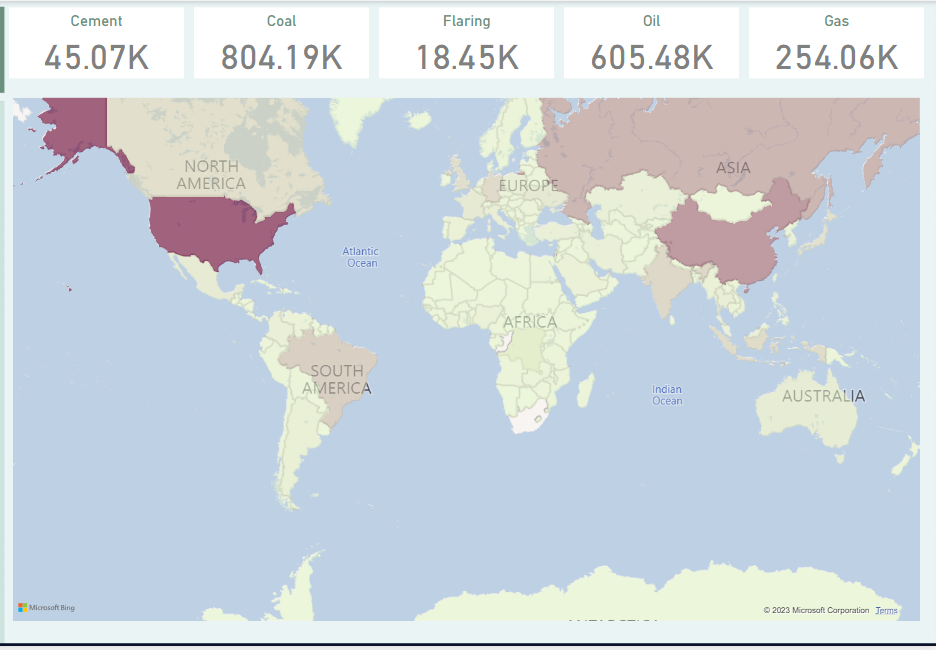 Cement
Coal
Flaring
Oil
Gas
45.07K
804.19K
18.45K
605.48K
254.06K
NORTH
AMERICA
ASIA
EUROPE
Atlantic
Ocean
AFRICA
SOUTH
AMERICA
Indian
Ocean
AUSTRALIA
Microsoft Bing
© 2023 Microsoft Corporation Terms